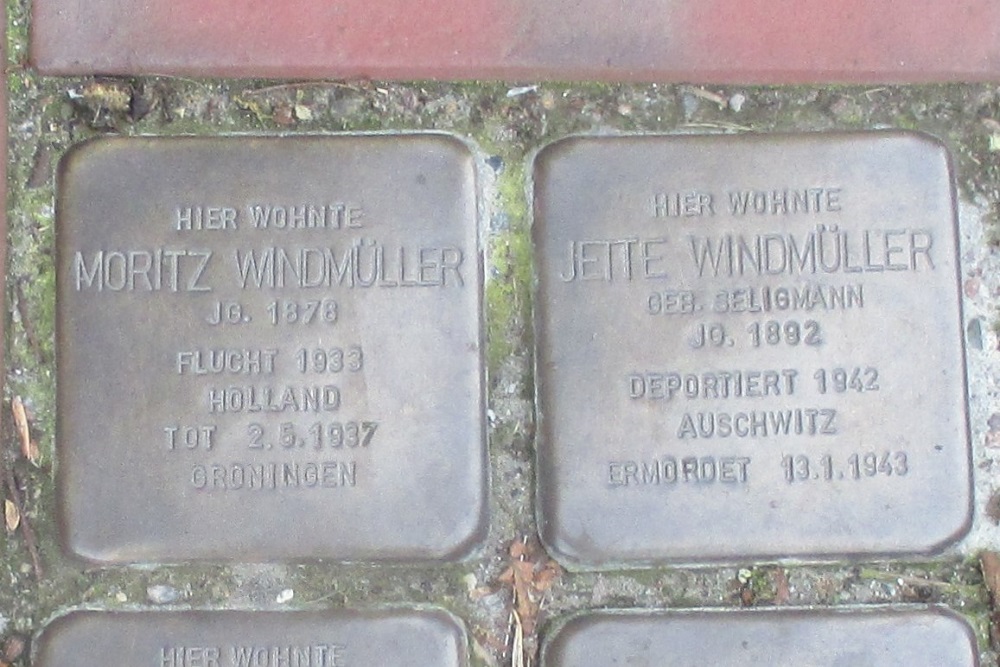 HIER WOHNTE
MORITZ WINDMÜLLER
JG. 1878
FLUCHT 1933
HOLLAND
TOT 2.5.1937
GRONINGEN
HIER WOHNTE
JETTE WINDMÜLLER
GEB. SELIGMANN
JG. 1892
DEPORTIERT 1942
AUSCHWITZ
ERMORDET 13.1.1943
HIER WOHNTE